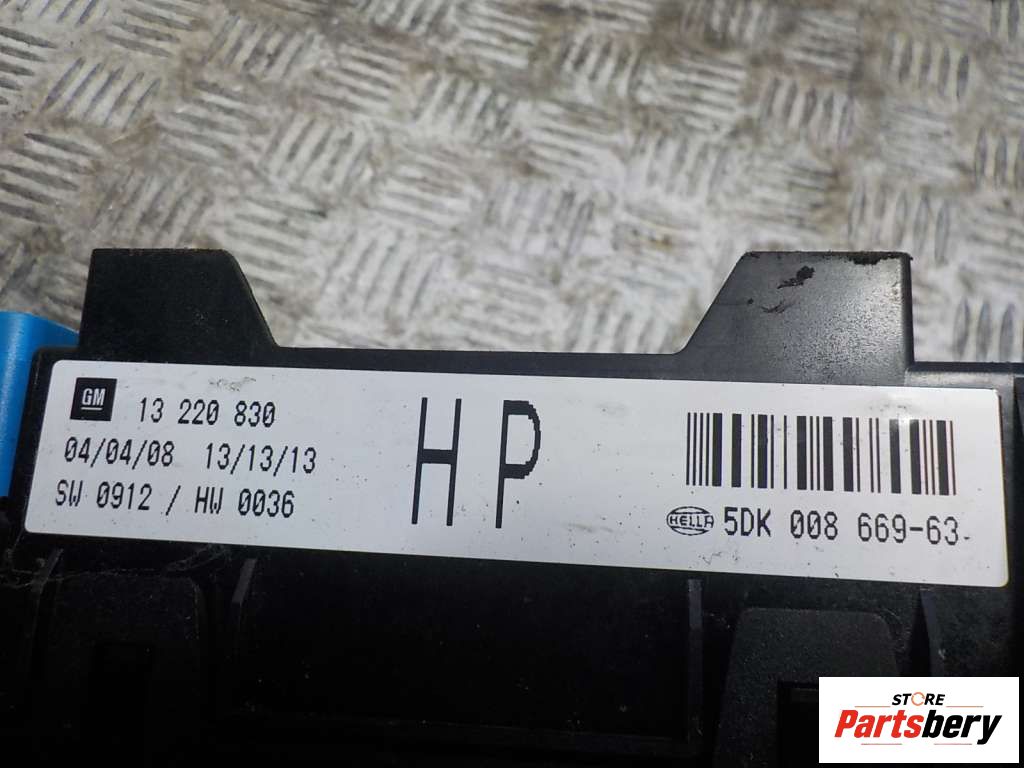 GM
13 220 830
04/04/08 13/13/13
SW 0912 / HW 0036
HP
HELLA
5DK 008 669-63
STORE
Partsbery